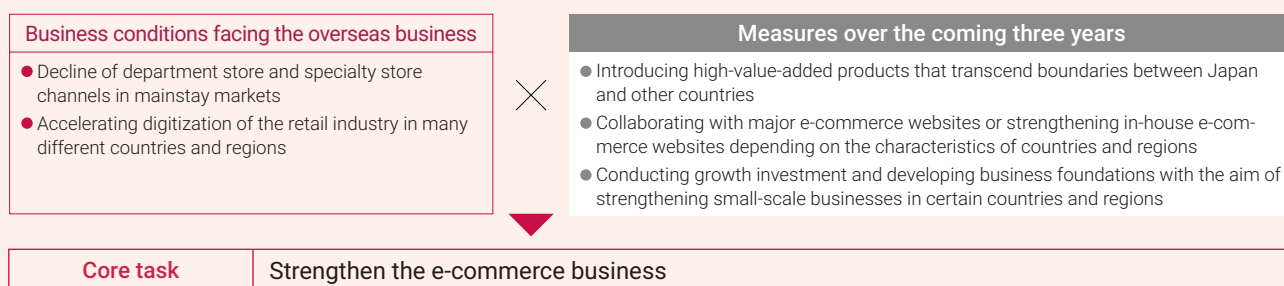 Business conditions facing the overseas business
● Decline of department store and specialty store
channels in mainstay markets
● Accelerating digitization of the retail industry in many
different countries and regions
Measures over the coming three years
● Introducing high-value-added products that transcend boundaries between Japan
and other countries
● Collaborating with major e-commerce websites or strengthening in-house e-com-
merce websites depending on the characteristics of countries and regions
● Conducting growth investment and developing business foundations with the aim of
strengthening small-scale businesses in certain countries and regions
Core task
Strengthen the e-commerce business